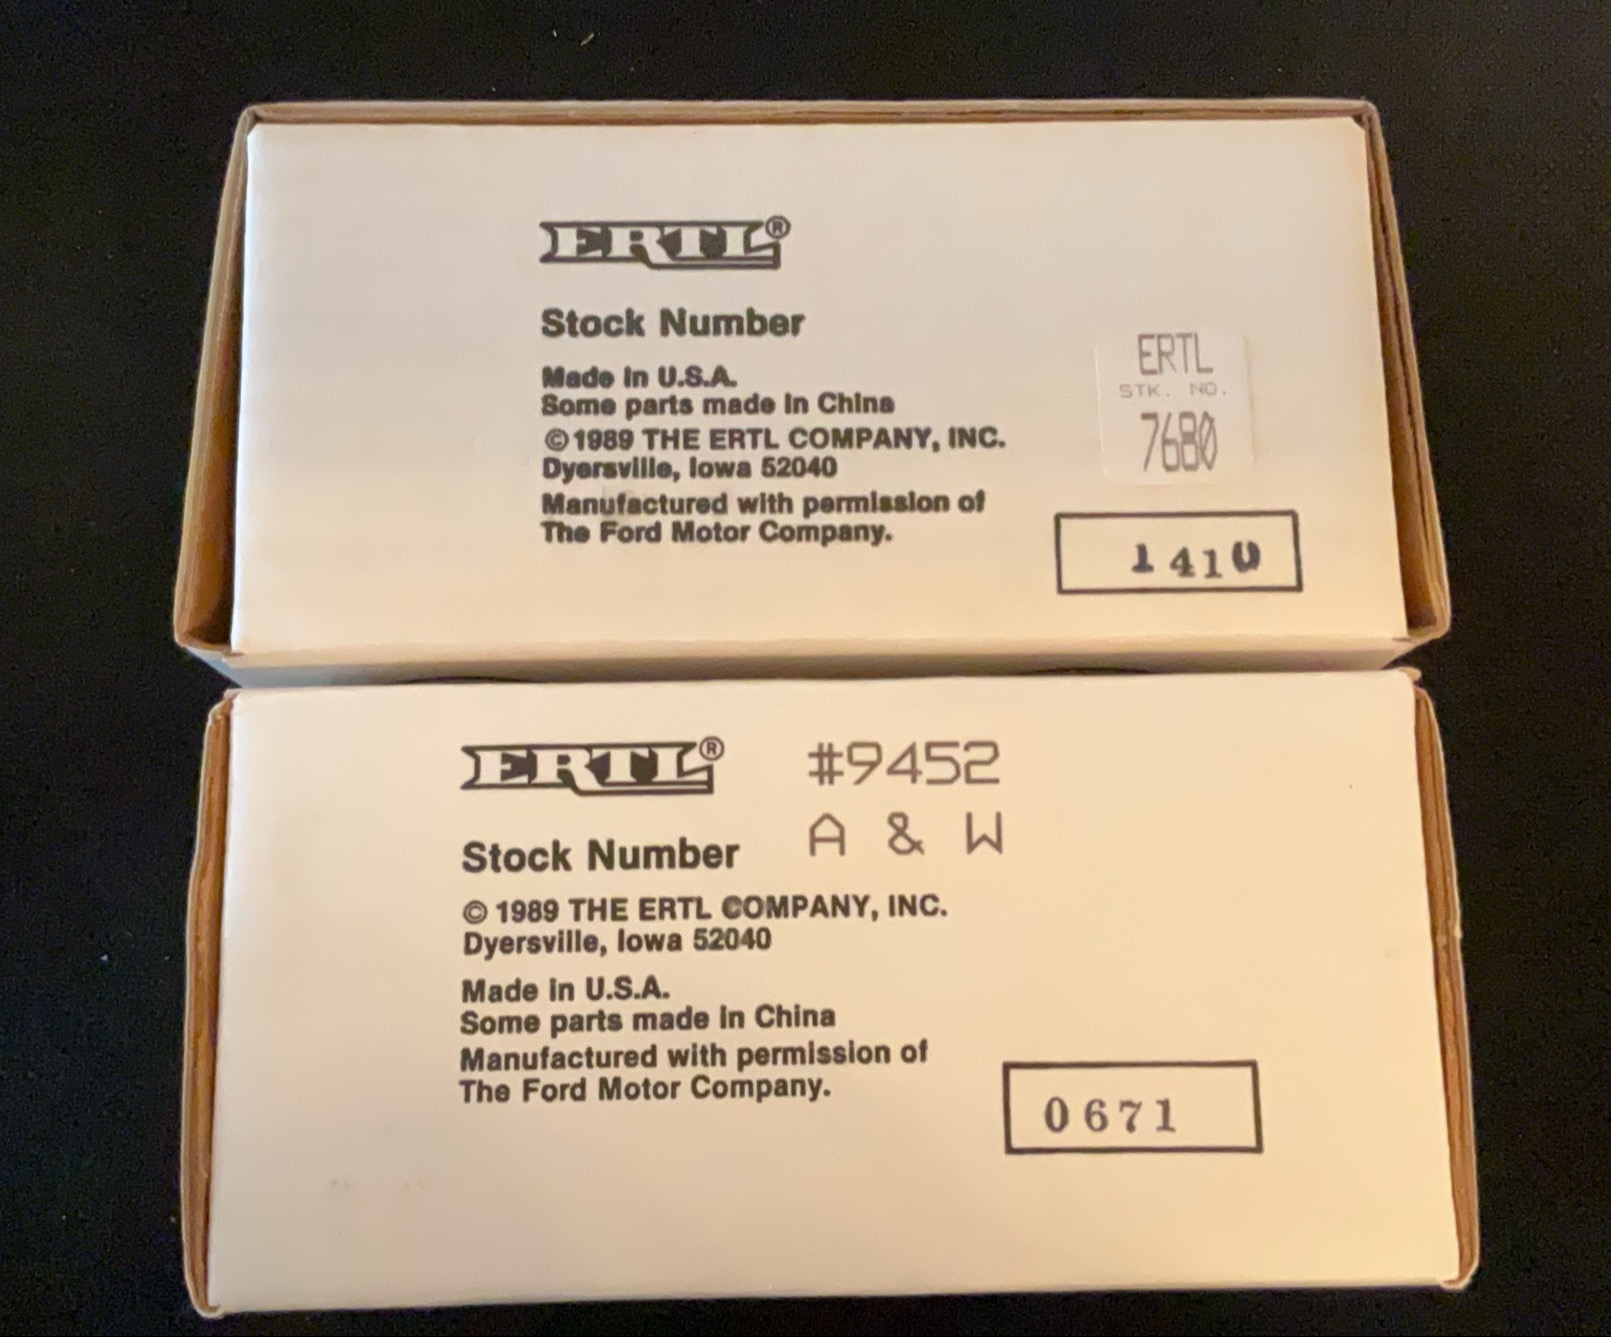 ERTL®
Stock Number
Made in U.S.A.
Some parts made in China
©1989 THE ERTL COMPANY, INC.
Dyersville, Iowa 52040
Manufactured with permission of
The Ford Motor Company.
ERTL
STK. NO.
7680
1410
ERTL®
#9452
A & W
Stock Number
© 1989 THE ERTL COMPANY, INC.
Dyersville, Iowa 52040
Made in U.S.A.
Some parts made in China
Manufactured with permission of
The Ford Motor Company.
0671